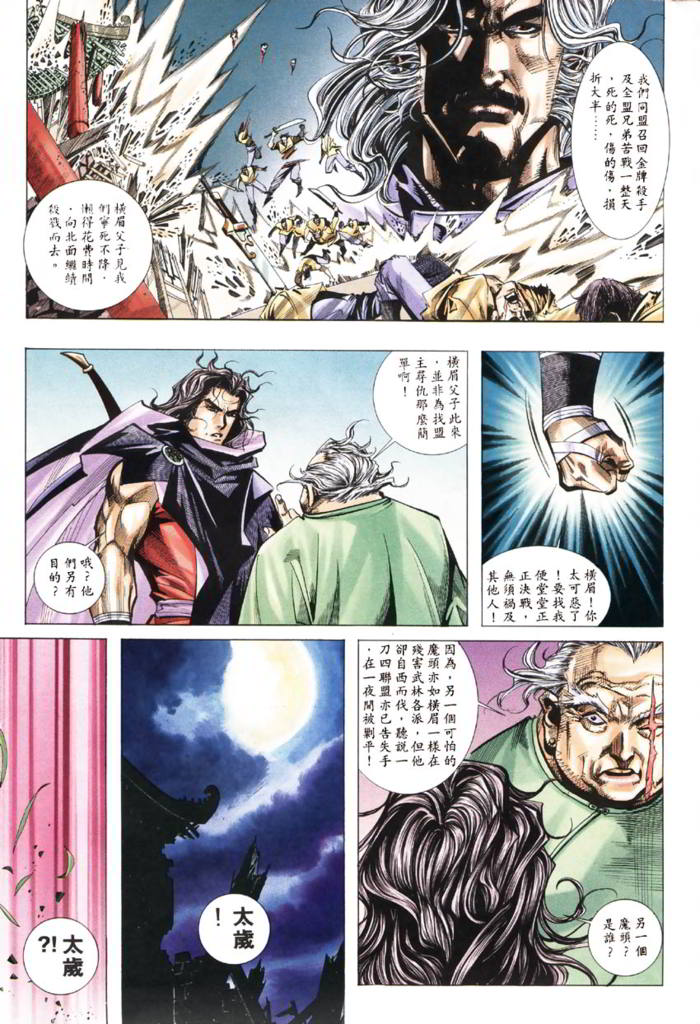 我們同盟召回金牌殺手
及全盟兄弟苦戰一整天
，死的死，傷的傷，損
折大半……
橫眉父子見我
們寧死不降，
懶得花費時間
，向北面繼續
殺戮而去。
橫眉！你
太可惡了
！要找我
便堂堂正
正決戰，
無須禍及
其他人！
橫眉父子此來
，並非為找盟
主尋仇那麼簡
單啊！
哦？他
們另有
目的？
因為，另一個可怕的
魔頭亦如橫眉一樣在
殘害武林各派，但他
卻自西而伐，聽說一
刀四聯盟亦已告失手
，在一夜間被剿平！
另一個
魔頭？
是誰？
太歲
！
太歲
?!